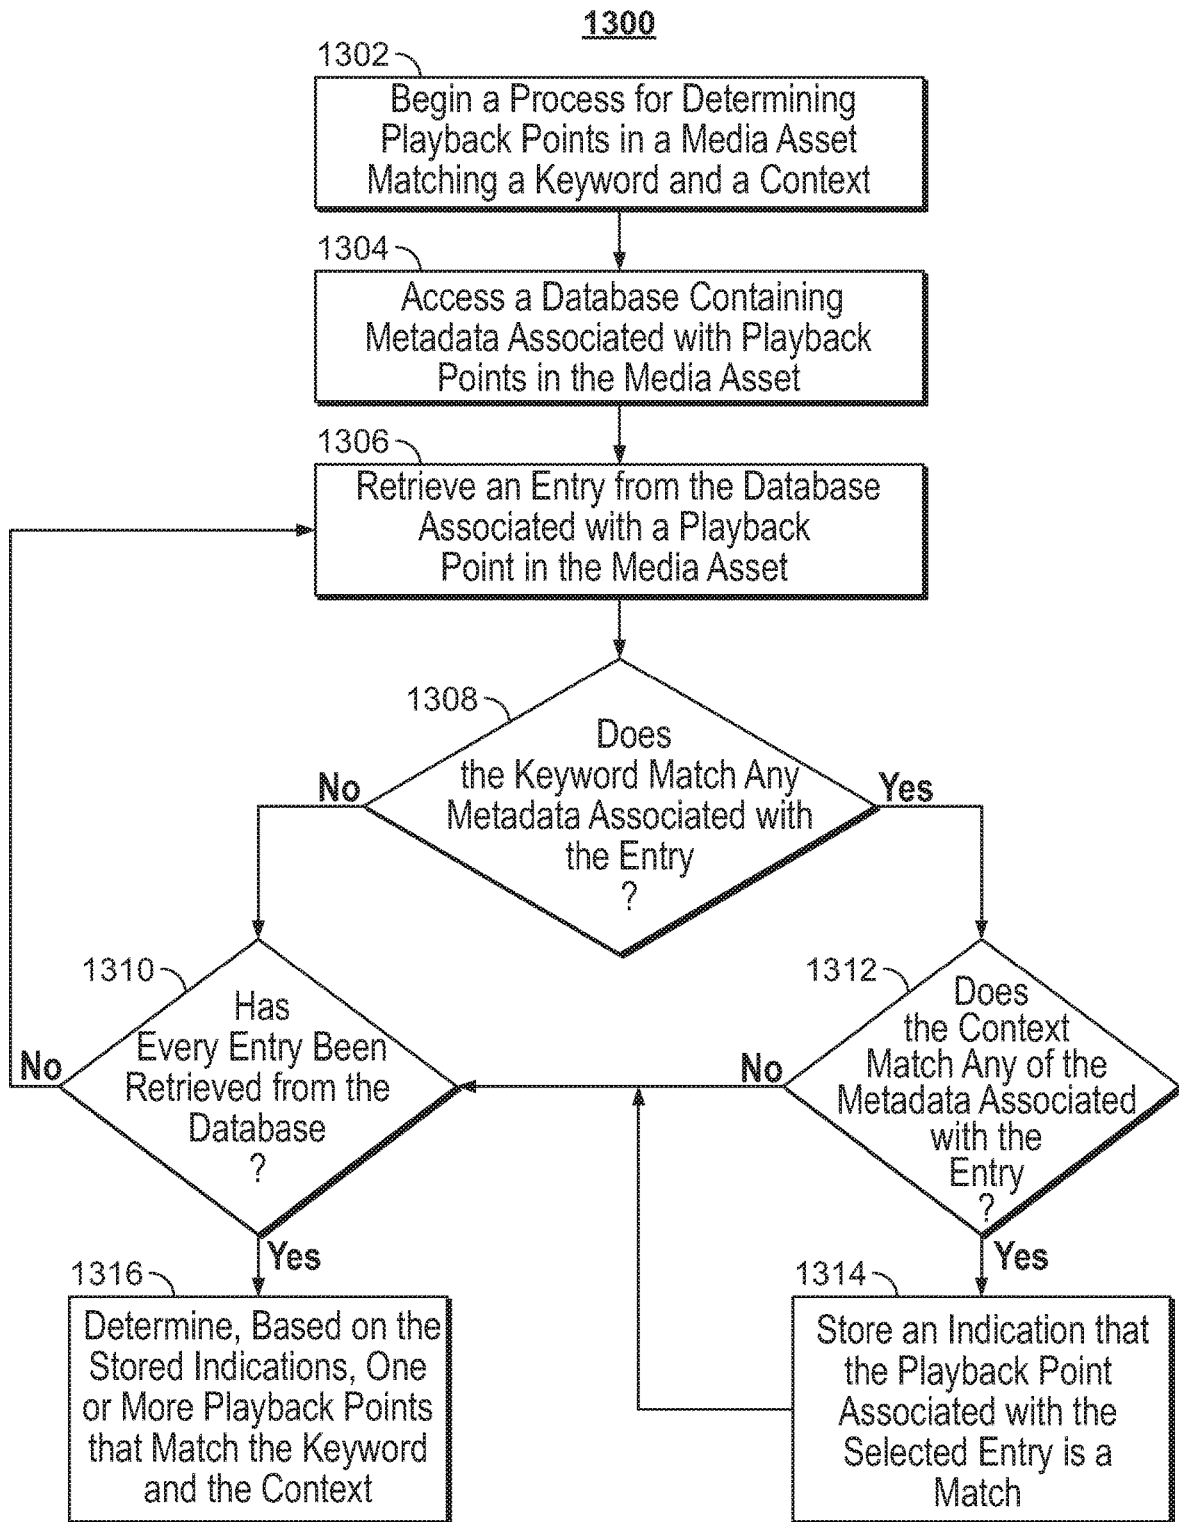 1300
1302
Begin a Process for Determining
Playback Points in a Media Asset
Matching a Keyword and a Context
1304
Access a Database Containing
Metadata Associated with Playback
Points in the Media Asset
1306
Retrieve an Entry from the Database
Associated with a Playback
Point in the Media Asset
1308
Does
the Keyword Match Any
Metadata Associated with
the Entry
?
No
Yes
1310
Has
Every Entry Been
Retrieved from the
Database
?
No
Yes
1312
Does
the Context
Match Any of the
Metadata Associated
with the
Entry
?
No
Yes
1316
Determine, Based on the
Stored Indications, One
or More Playback Points
that Match the Keyword
and the Context
1314
Store an Indication that
the Playback Point
Associated with the
Selected Entry is a
Match